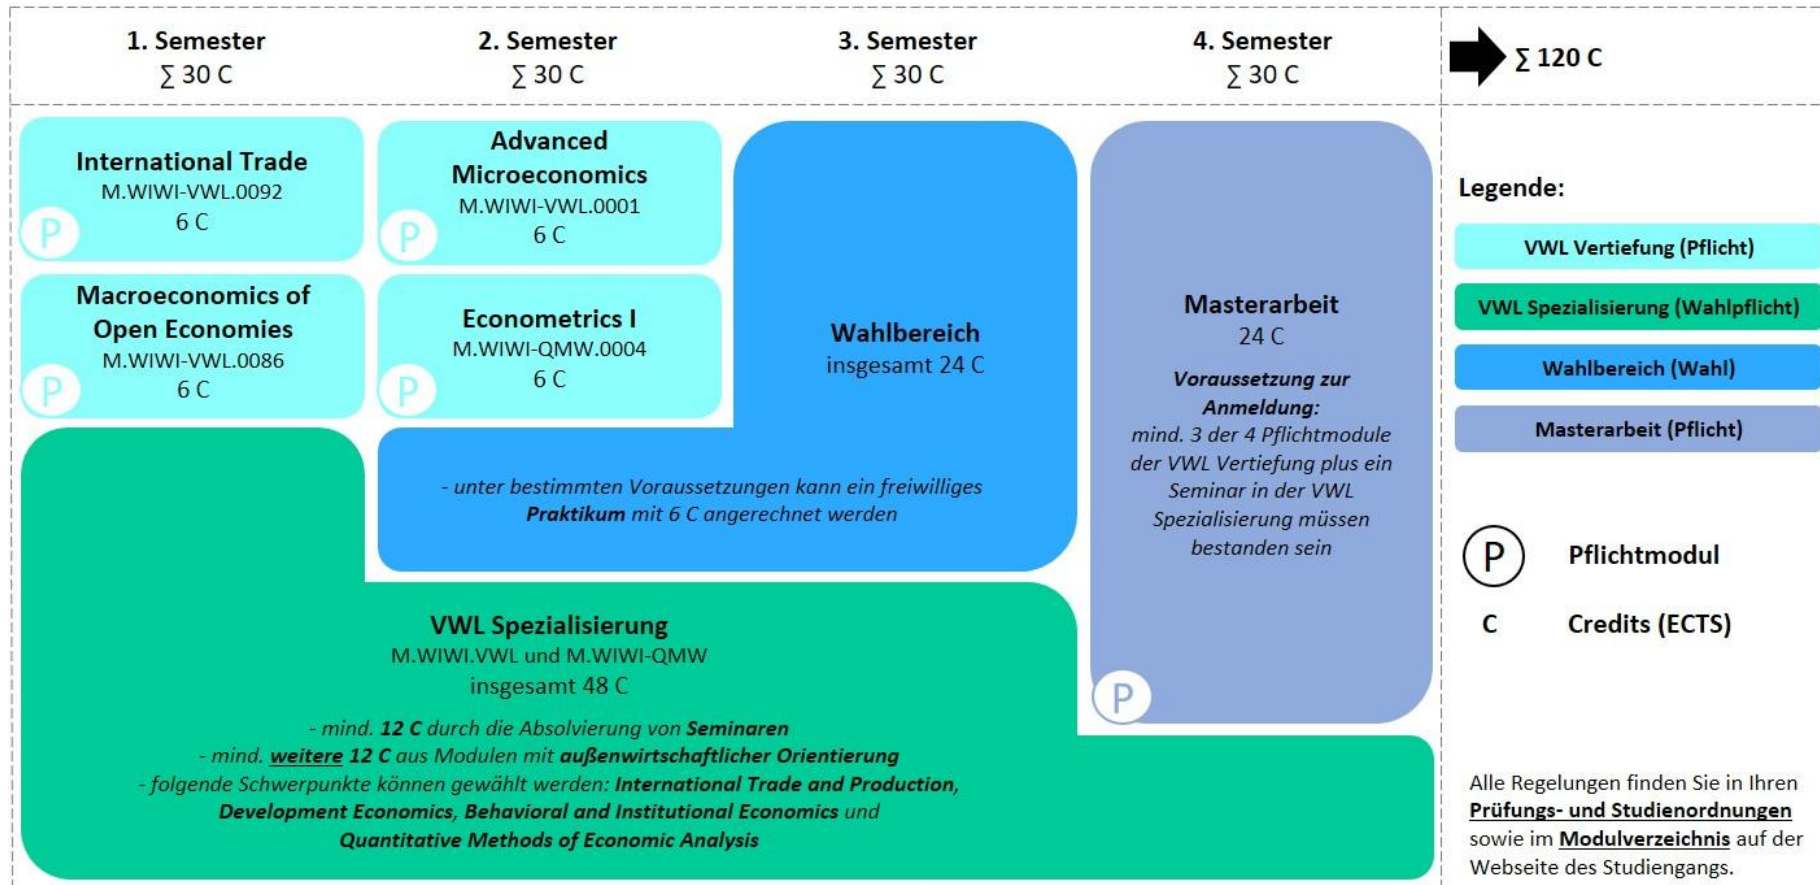 1. Semester
∑ 30 C
2. Semester
∑ 30 C
3. Semester
∑ 30 C
4. Semester
∑ 30 C
∑ 120 C
International Trade
M.WIWI-VWL.0092
6 C
P
Advanced
Microeconomics
M.WIWI-VWL.0001
6 C
P
Macroeconomics of
Open Economies
M.WIWI-VWL.0086
6 C
P
Econometrics I
M.WIWI-QMW.0004
6 C
P
Wahlbereich
insgesamt 24 C
- unter bestimmten Voraussetzungen kann ein freiwilliges
Praktikum mit 6 C angerechnet werden
Masterarbeit
24 C
Voraussetzung zur
Anmeldung:
mind. 3 der 4 Pflichtmodule
der VWL Vertiefung plus ein
Seminar in der VWL
Spezialisierung müssen
bestanden sein
P
VWL Spezialisierung
M.WIWI.VWL und M.WIWI-QMW
insgesamt 48 C
- mind. 12 C durch die Absolvierung von Seminaren
- mind. weitere 12 C aus Modulen mit außenwirtschaftlicher Orientierung
- folgende Schwerpunkte können gewählt werden: International Trade and Production,
Development Economics, Behavioral and Institutional Economics und
Quantitative Methods of Economic Analysis
Legende:
VWL Vertiefung (Pflicht)
VWL Spezialisierung (Wahlpflicht)
Wahlbereich (Wahl)
Masterarbeit (Pflicht)
P Pflichtmodul
C Credits (ECTS)
Alle Regelungen finden Sie in Ihren
Prüfungs- und Studienordnungen
sowie im Modulverzeichnis auf der
Webseite des Studiengangs.